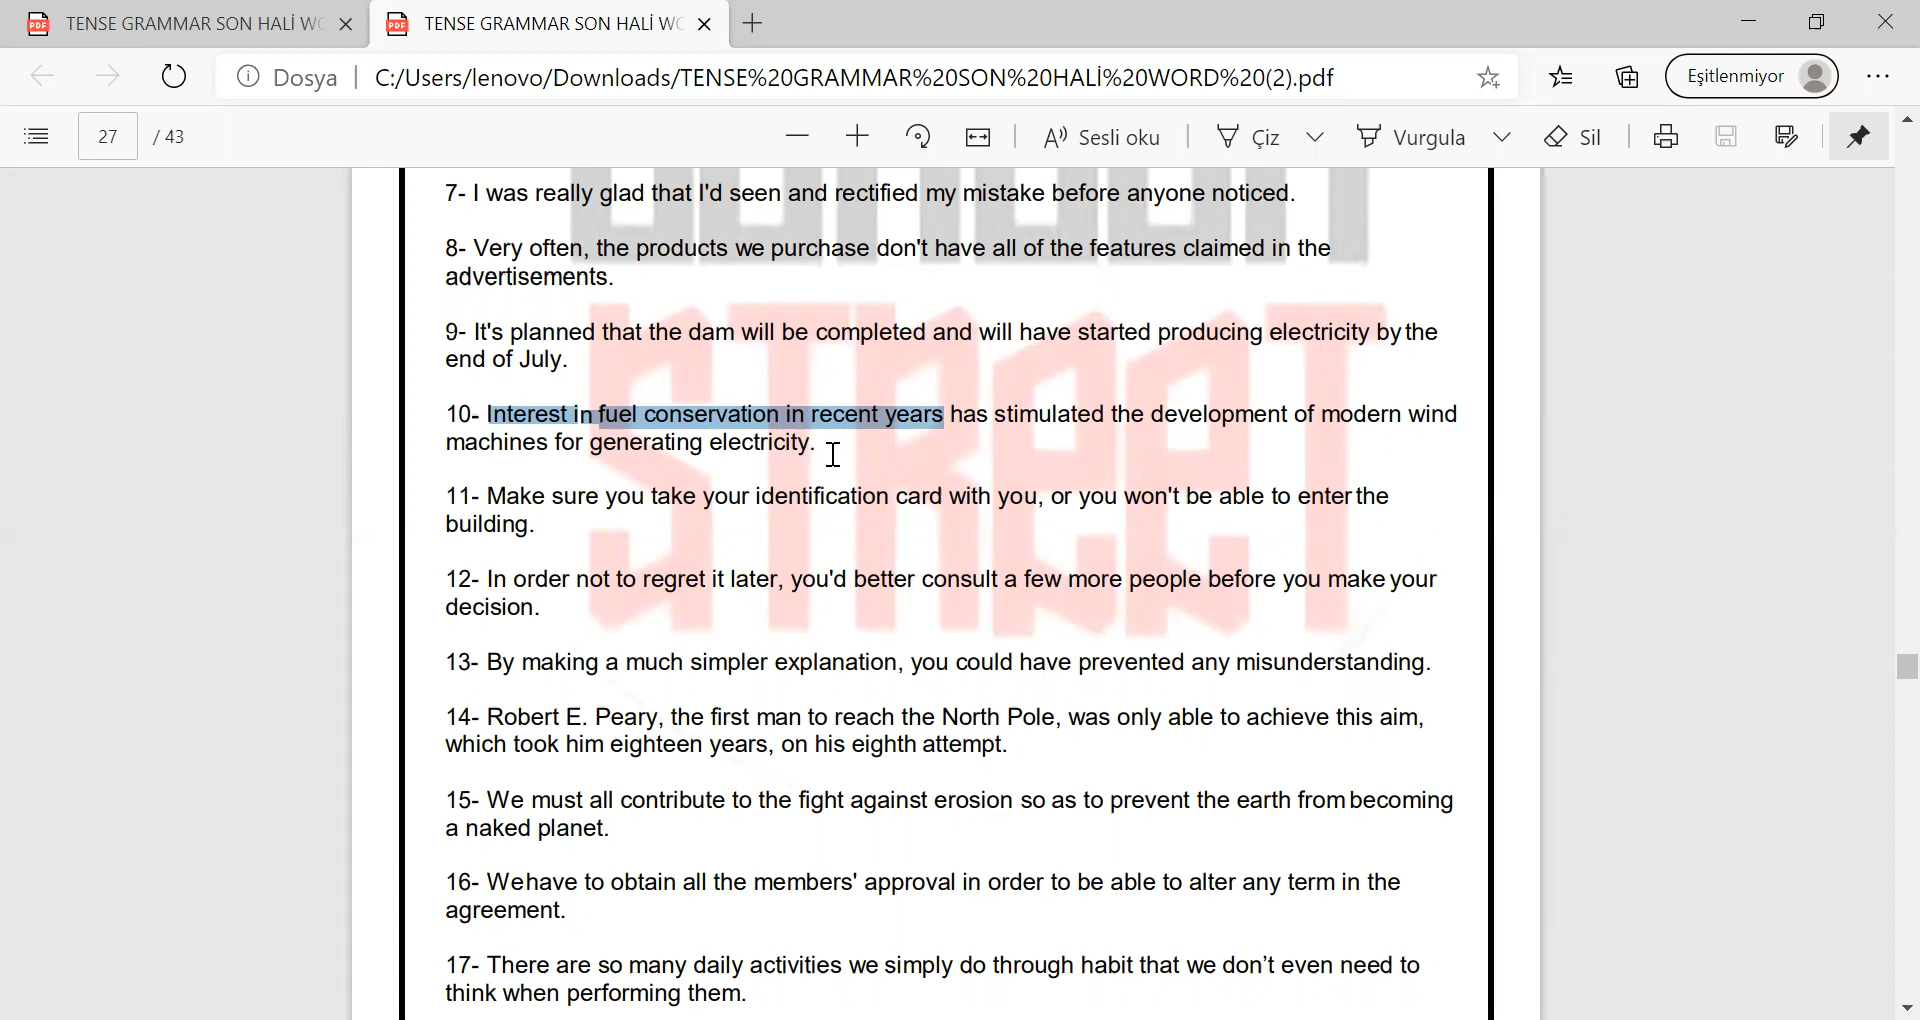 TENSE GRAMMAR SON HALİ WO
TENSE GRAMMAR SON HALİ WO
Dosya
C:/Users/lenovo/Downloads/TENSE%20GRAMMAR%20SON%20HALİ%20WORD%20(2).pdf
Eşitlenmiyor
27 / 43
Sesli oku
Çiz
Vurgula
Sil
7- I was really glad that I'd seen and rectified my mistake before anyone noticed.
8- Very often, the products we purchase don't have all of the features claimed in the
advertisements.
9- It's planned that the dam will be completed and will have started producing electricity by the
end of July.
10- Interest in fuel conservation in recent years has stimulated the development of modern wind
machines for generating electricity.
11- Make sure you take your identification card with you, or you won't be able to enter the
building.
12- In order not to regret it later, you'd better consult a few more people before you make your
decision.
13- By making a much simpler explanation, you could have prevented any misunderstanding.
14- Robert E. Peary, the first man to reach the North Pole, was only able to achieve this aim,
which took him eighteen years, on his eighth attempt.
15- We must all contribute to the fight against erosion so as to prevent the earth from becoming
a naked planet.
16- Wehave to obtain all the members' approval in order to be able to alter any term in the
agreement.
17- There are so many daily activities we simply do through habit that we don’t even need to
think when performing them.
STReeT